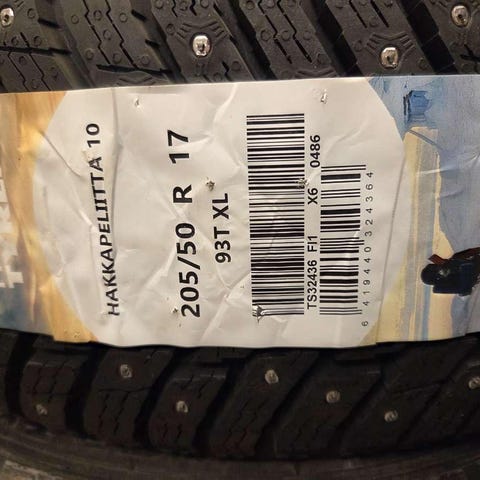 HAKKAPELIITTA 10
205/50 R 17
93T XL
TS32436 FI1 X6 0486
6 419440 324364